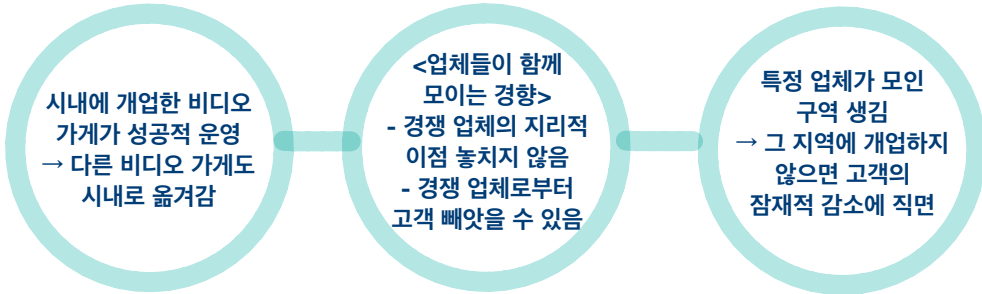 시내에 개업한 비디오
가게가 성공적 운영
→ 다른 비디오 가게도
시내로 옮겨감
<업체들이 함께
모이는 경향>
- 경쟁 업체의 지리적
이점 놓치지 않음
- 경쟁 업체로부터
고객 빼앗을 수 있음
특정 업체가 모인
구역 생김
→ 그 지역에 개업하지
않으면 고객의
잠재적 감소에 직면